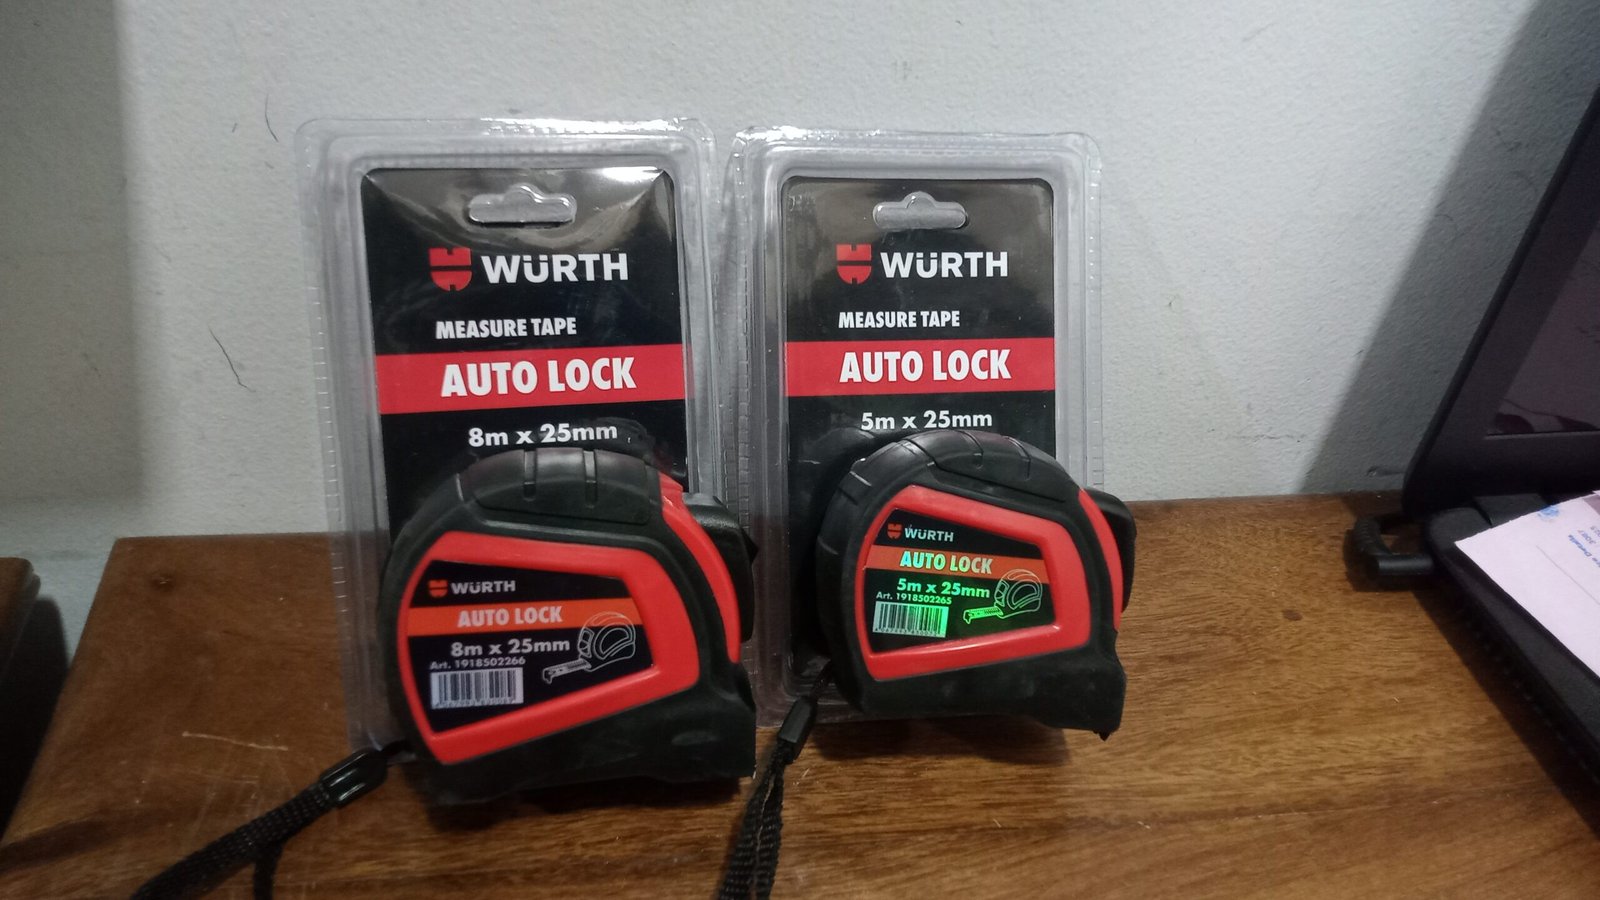 WÜRTH
MEASURE TAPE
AUTO LOCK
8m x 25mm
WÜRTH
AUTO LOCK
8m x 25mm
Art. 1918502266
WÜRTH
MEASURE TAPE
AUTO LOCK
5m x 25mm
WÜRTH
AUTO LOCK
5m x 25mm
Art. 1918502265